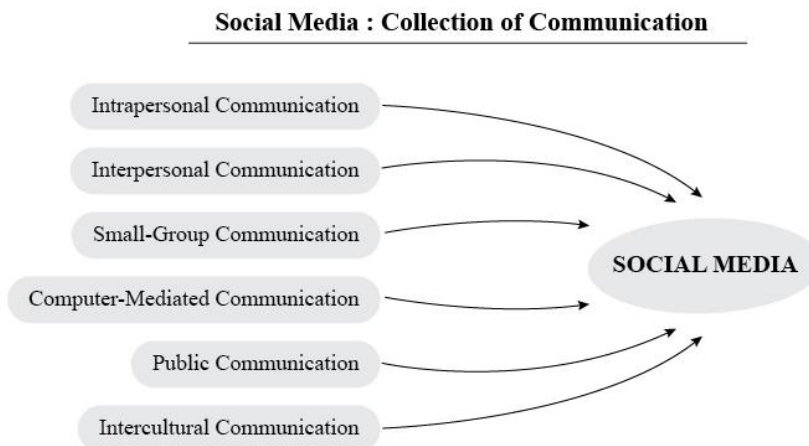 Social Media : Collection of Communication
Intrapersonal Communication
Interpersonal Communication
Small-Group Communication
Computer-Mediated Communication
Public Communication
Intercultural Communication
SOCIAL MEDIA